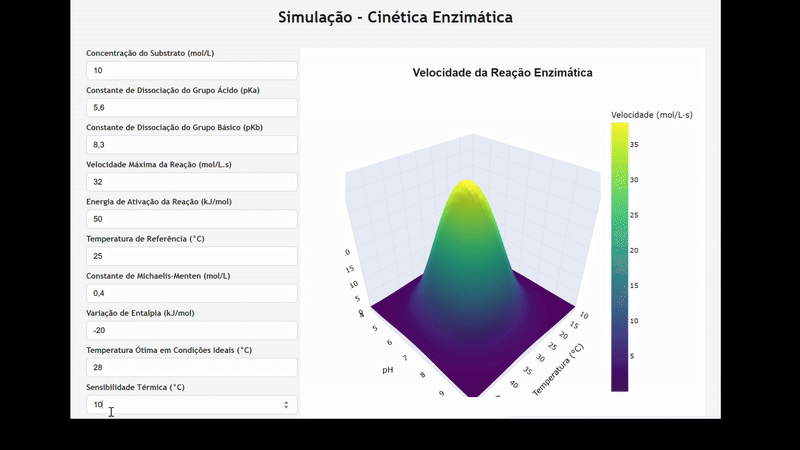 Simulação - Cinética Enzimática
Concentração do Substrato (mol/L)
10
Constante de Dissociação do Grupo Ácido (pKa)
5,6
Constante de Dissociação do Grupo Básico (pKb)
8,3
Velocidade Máxima da Reação (mol/L.s)
32
Energia de Ativação da Reação (kJ/mol)
50
Temperatura de Referência (°C)
25
Constante de Michaelis-Menten (mol/L)
0,4
Variação de Entalpia (kJ/mol)
-20
Temperatura Ótima em Condições Ideais (°C)
28
Sensibilidade Térmica (°C)
10
Velocidade da Reação Enzimática
Velocidade (mol/L·s)
35
30
25
20
15
10
5
15
10
5
5
6
7
8
9
pH
10
15
20
25
30
35
40
Temperatura (°C)